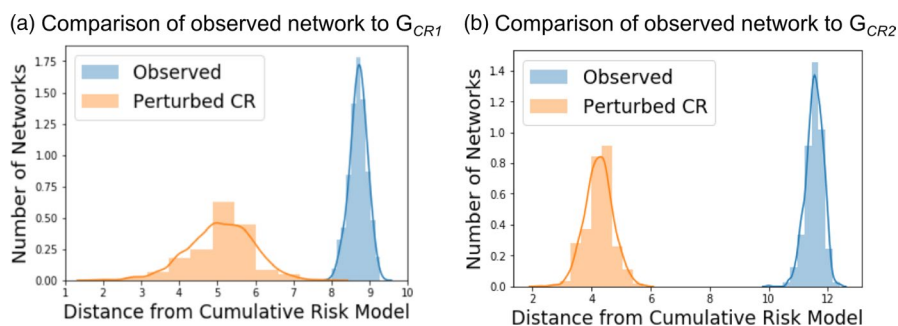 (a) Comparison of observed network to G_CR1
Number of Networks
1.75
1.50
1.25
1.00
0.75
0.50
0.25
0.00
Observed
Perturbed CR
1 2 3 4 5 6 7 8 9 10
Distance from Cumulative Risk Model
(b) Comparison of observed network to G_CR2
Number of Networks
1.4
1.2
1.0
0.8
0.6
0.4
0.2
0.0
Observed
Perturbed CR
2 4 6 8 10 12
Distance from Cumulative Risk Model